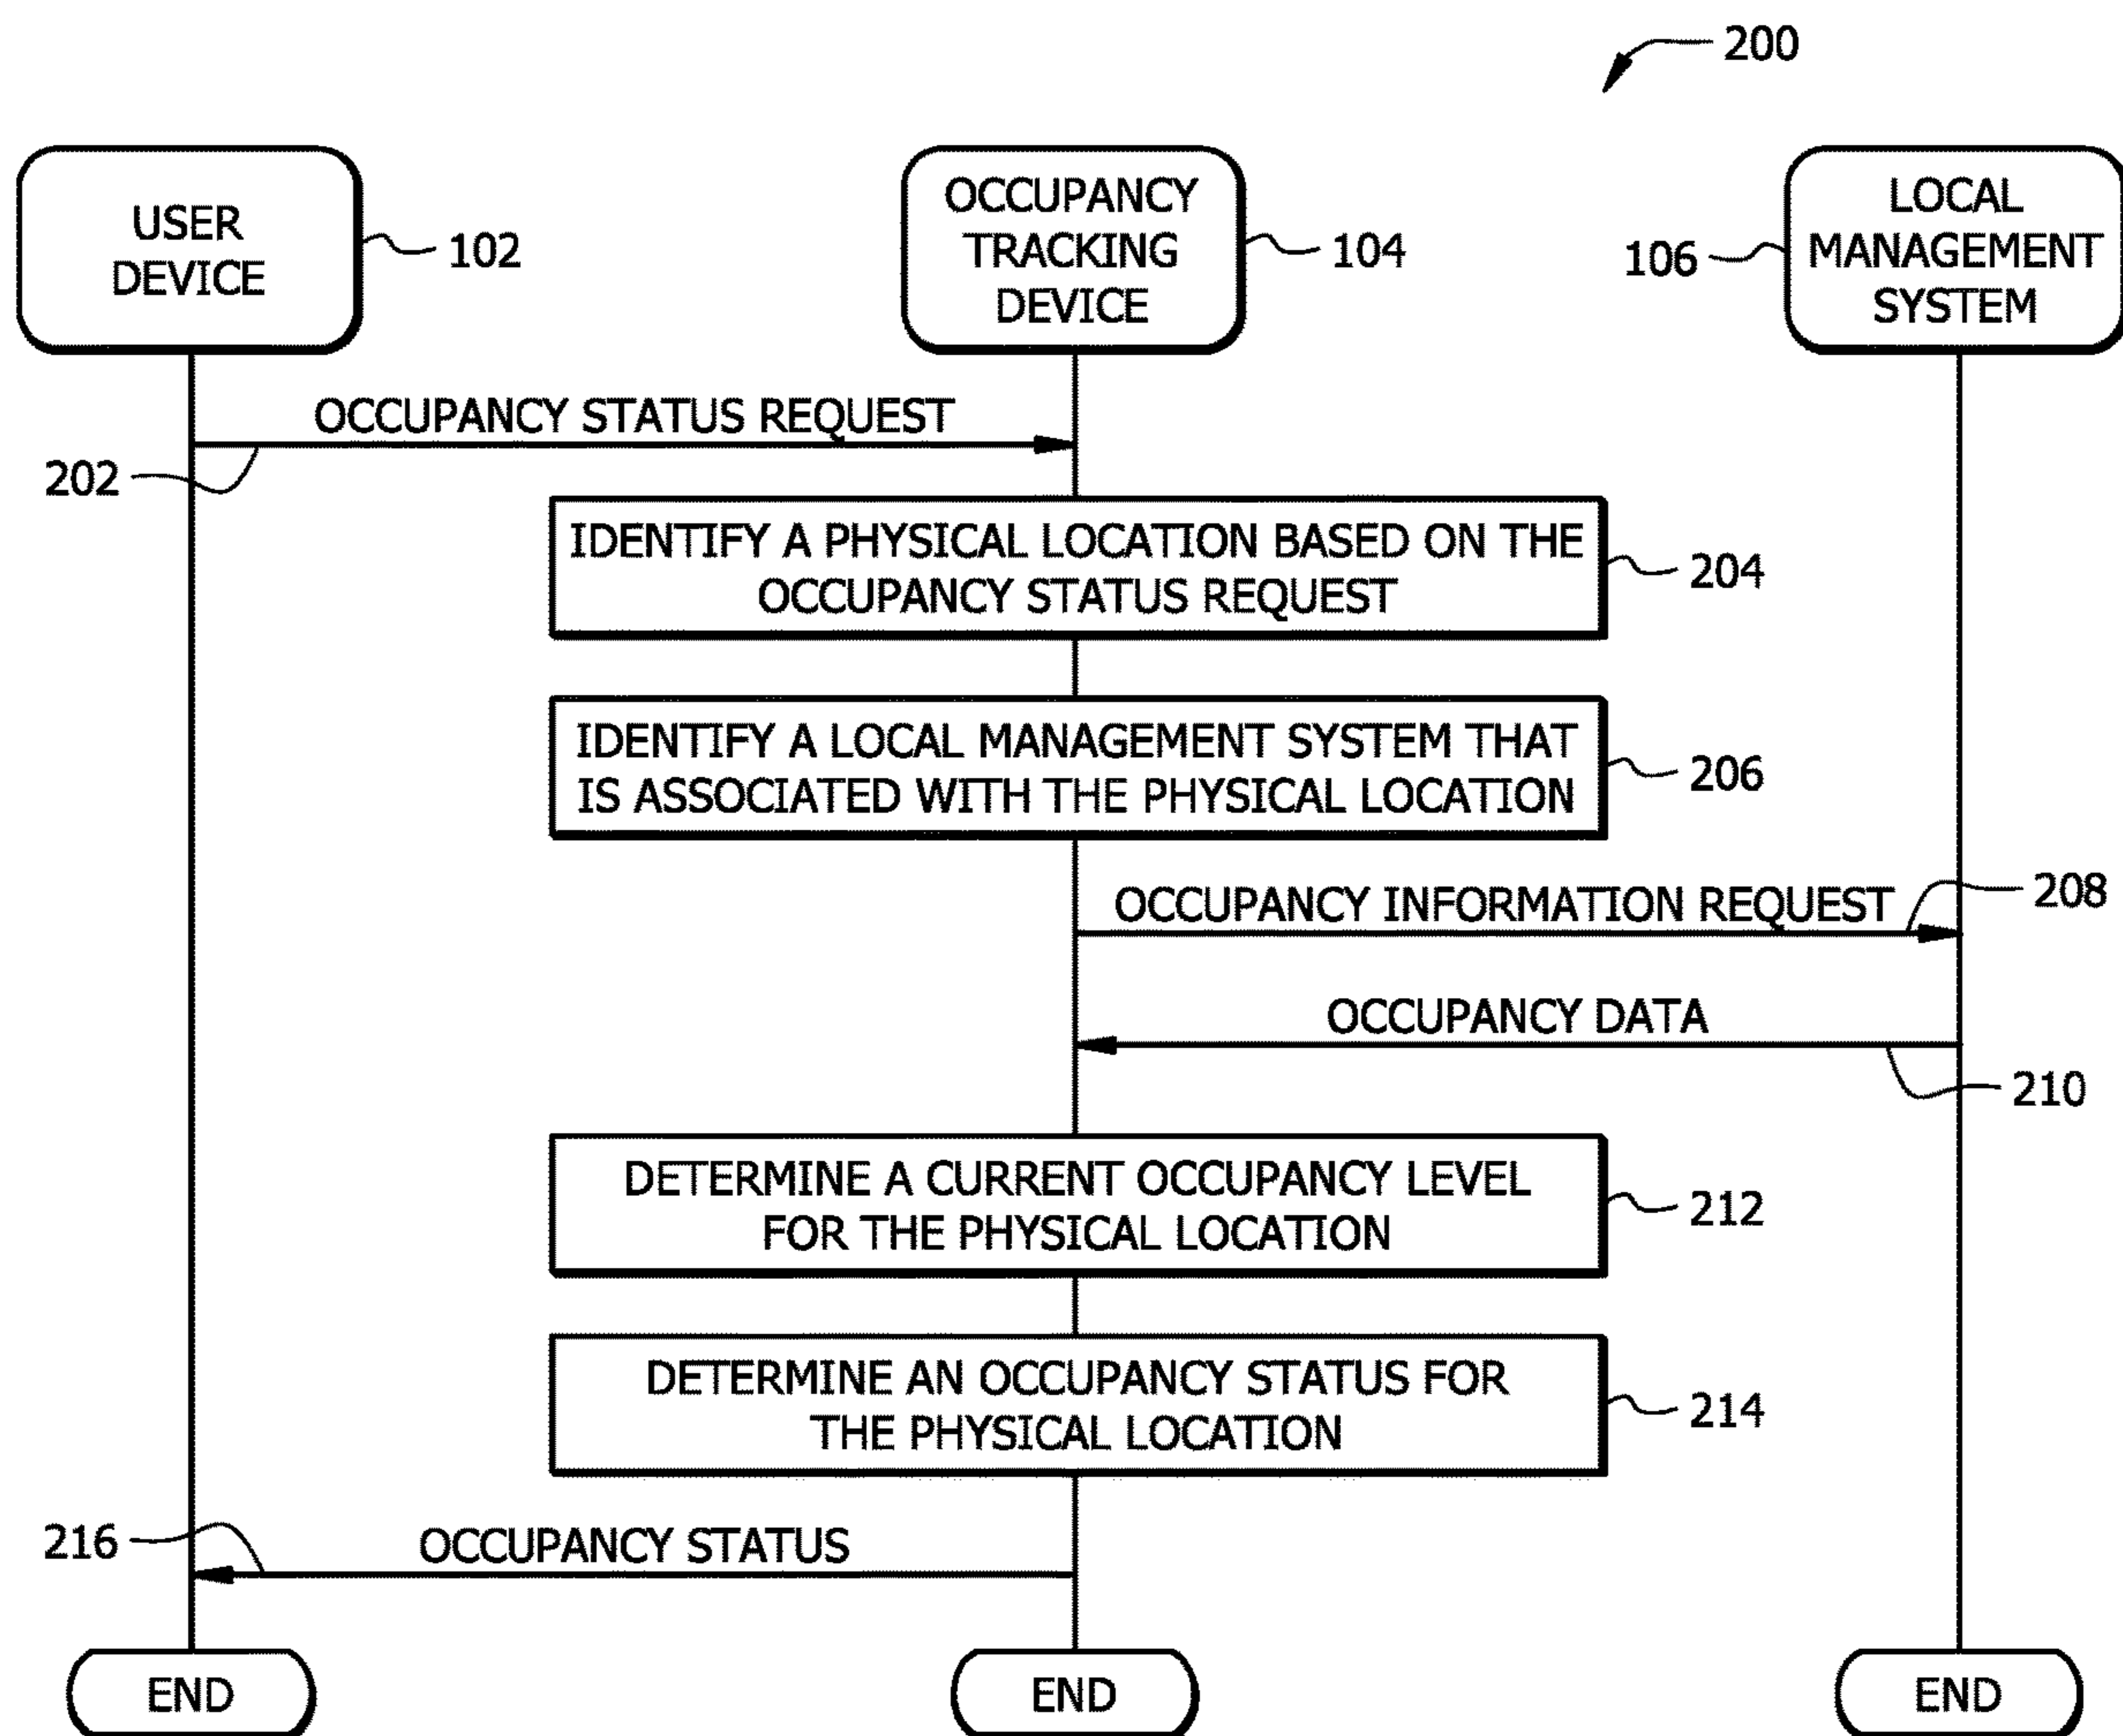 200
USER
DEVICE
102
OCCUPANCY
TRACKING
DEVICE
104
106
LOCAL
MANAGEMENT
SYSTEM
OCCUPANCY STATUS REQUEST
202
IDENTIFY A PHYSICAL LOCATION BASED ON THE
OCCUPANCY STATUS REQUEST
204
IDENTIFY A LOCAL MANAGEMENT SYSTEM THAT
IS ASSOCIATED WITH THE PHYSICAL LOCATION
206
OCCUPANCY INFORMATION REQUEST
208
OCCUPANCY DATA
210
DETERMINE A CURRENT OCCUPANCY LEVEL
FOR THE PHYSICAL LOCATION
212
DETERMINE AN OCCUPANCY STATUS FOR
THE PHYSICAL LOCATION
214
216
OCCUPANCY STATUS
END
END
END